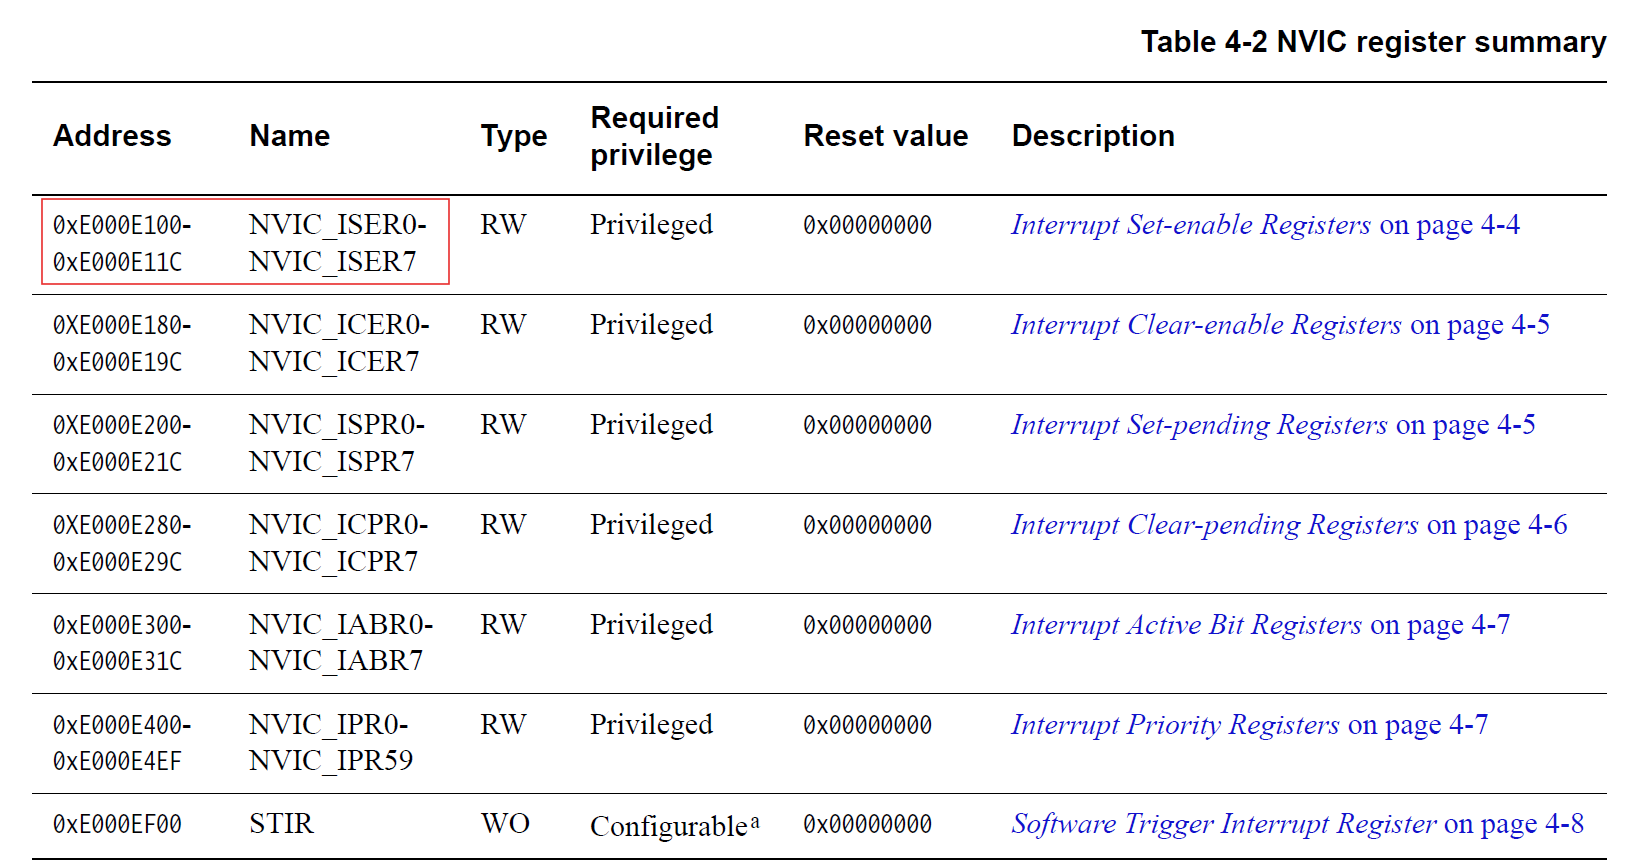 Table 4-2 NVIC register summary
Address Name Type Required privilege Reset value Description
0xE000E100- NVIC_ISER0- RW Privileged 0x00000000 Interrupt Set-enable Registers on page 4-4
0xE000E11C NVIC_ISER7
0XE000E180- NVIC_ICER0- RW Privileged 0x00000000 Interrupt Clear-enable Registers on page 4-5
0xE000E19C NVIC_ICER7
0XE000E200- NVIC_ISPR0- RW Privileged 0x00000000 Interrupt Set-pending Registers on page 4-5
0xE000E21C NVIC_ISPR7
0XE000E280- NVIC_ICPR0- RW Privileged 0x00000000 Interrupt Clear-pending Registers on page 4-6
0xE000E29C NVIC_ICPR7
0xE000E300- NVIC_IABR0- RW Privileged 0x00000000 Interrupt Active Bit Registers on page 4-7
0xE000E31C NVIC_IABR7
0xE000E400- NVIC_IPR0- RW Privileged 0x00000000 Interrupt Priority Registers on page 4-7
0xE000E4EF NVIC_IPR59
0xE000EF00 STIR WO Configurable^a 0x00000000 Software Trigger Interrupt Register on page 4-8